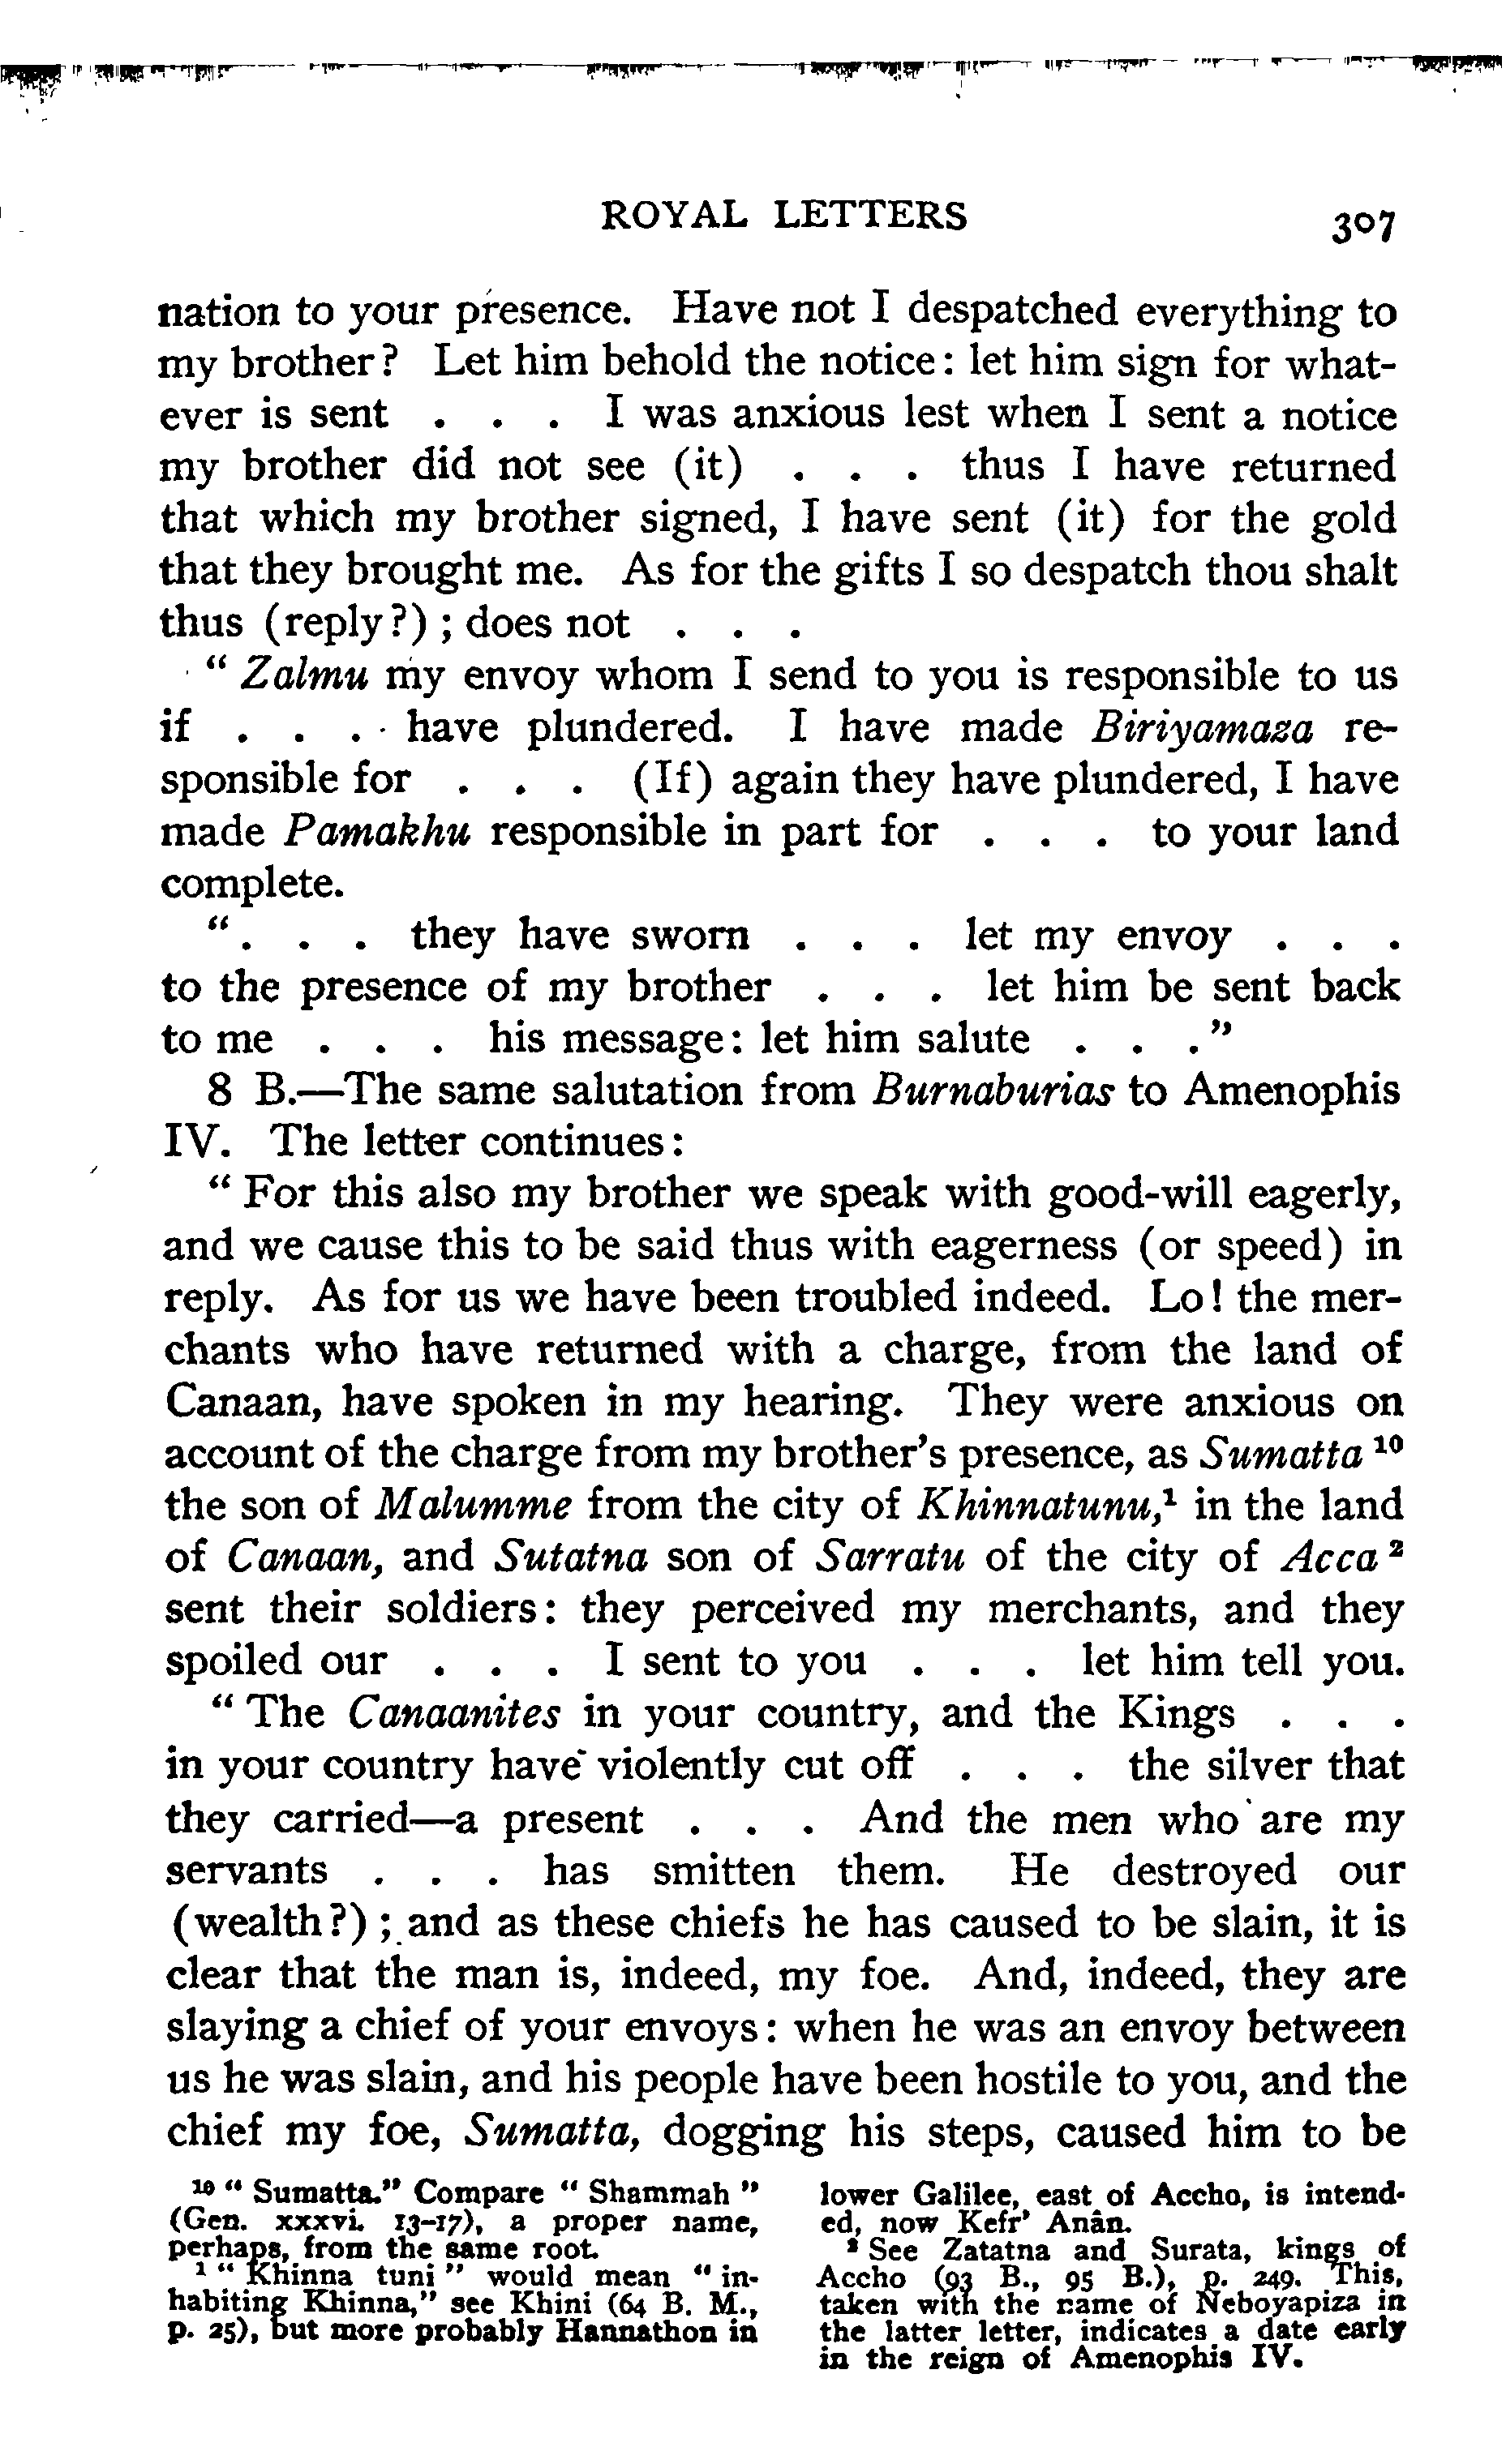 ROYAL LETTERS
307
nation to your presence. Have not I despatched everything to
my brother? Let him behold the notice: let him sign for what-
ever is sent . . . I was anxious lest when I sent a notice
my brother did not see (it) . . . thus I have returned
that which my brother signed, I have sent (it) for the gold
that they brought me. As for the gifts I so despatch thou shalt
thus (reply?); does not . . .
" Zalmu my envoy whom I send to you is responsible to us
if . . . have plundered. I have made Biriyamaza re-
sponsible for . . . (If) again they have plundered, I have
made Pamakhu responsible in part for . . . to your land
complete.
". . . they have sworn . . . let my envoy . . .
to the presence of my brother . . . let him be sent back
to me . . . his message: let him salute . . ."
8 B.—The same salutation from Burnaburias to Amenophis
IV. The letter continues:
" For this also my brother we speak with good-will eagerly,
and we cause this to be said thus with eagerness (or speed) in
reply. As for us we have been troubled indeed. Lo! the mer-
chants who have returned with a charge, from the land of
Canaan, have spoken in my hearing. They were anxious on
account of the charge from my brother's presence, as Sumatta ¹⁰
the son of Malumme from the city of Khinnatunu,¹ in the land
of Canaan, and Sutatna son of Sarratu of the city of Acca ²
sent their soldiers: they perceived my merchants, and they
spoiled our . . . I sent to you . . . let him tell you.
" The Canaanites in your country, and the Kings . . .
in your country have violently cut off . . . the silver that
they carried—a present . . . And the men who are my
servants . . . has smitten them. He destroyed our
(wealth?); and as these chiefs he has caused to be slain, it is
clear that the man is, indeed, my foe. And, indeed, they are
slaying a chief of your envoys: when he was an envoy between
us he was slain, and his people have been hostile to you, and the
chief my foe, Sumatta, dogging his steps, caused him to be
¹⁰ " Sumatta." Compare " Shammah "
(Gen. xxxvi. 13-17), a proper name,
perhaps, from the same root.
¹ " Khinna tuni " would mean " in-
habiting Khinna," see Khini (64 B. M.,
p. 25), but more probably Hannathon in
lower Galilee, east of Accho, is intend-
ed, now Kefr' Anân.
² See Zatatna and Surata, kings of
Accho (93 B., 95 B.), p. 249. This,
taken with the name of Neboyapiza in
the latter letter, indicates a date early
in the reign of Amenophis IV.